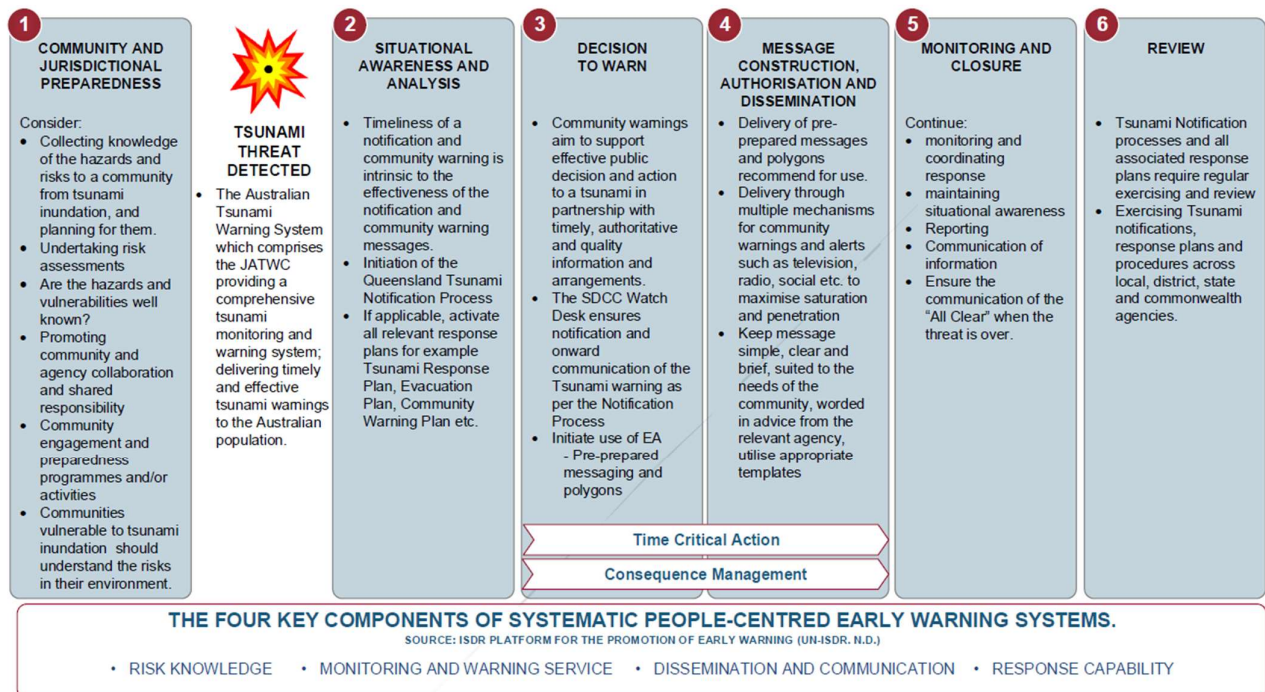 1
COMMUNITY AND
JURISDICTIONAL
PREPAREDNESS
Consider:
• Collecting knowledge
of the hazards and
risks to a community
from tsunami
inundation, and
planning for them.
• Undertaking risk
assessments
• Are the hazards and
vulnerabilities well
known?
• Promoting
community and
agency collaboration
and shared
responsibility
• Community
engagement and
preparedness
programmes and/or
activities
• Communities
vulnerable to tsunami
inundation should
understand the risks
in their environment.
TSUNAMI
THREAT
DETECTED
• The Australian
Tsunami
Warning System
which comprises
the JATWC
providing a
comprehensive
tsunami
monitoring and
warning system;
delivering timely
and effective
tsunami warnings
to the Australian
population.
2
SITUATIONAL
AWARENESS AND
ANALYSIS
• Timeliness of a
notification and
community warning is
intrinsic to the
effectiveness of the
notification and
community warning
messages.
• Initiation of the
Queensland Tsunami
Notification Process
• If applicable, activate
all relevant response
plans for example
Tsunami Response
Plan, Evacuation
Plan, Community
Warning Plan etc.
3
DECISION
TO WARN
• Community warnings
aim to support
effective public
decision and action
to a tsunami in
partnership with
timely, authoritative
and quality
information and
arrangements.
• The SDCC Watch
Desk ensures
notification and
onward
communication of the
Tsunami warning as
per the Notification
Process
• Initiate use of EA
- Pre-prepared
messaging and
polygons
4
MESSAGE
CONSTRUCTION,
AUTHORISATION AND
DISSEMINATION
• Delivery of pre-
prepared messages
and polygons
recommend for use.
• Delivery through
multiple mechanisms
for community
warnings and alerts
such as television,
radio, social etc. to
maximise saturation
and penetration
• Keep message
simple, clear and
brief, suited to the
needs of the
community, worded
in advice from the
relevant agency,
utilise appropriate
templates
Time Critical Action
Consequence Management
5
MONITORING AND
CLOSURE
Continue:
• monitoring and
coordinating
response
• maintaining
situational awareness
• Reporting
• Communication of
information
• Ensure the
communication of the
“All Clear” when the
threat is over.
6
REVIEW
• Tsunami Notification
processes and all
associated response
plans require regular
exercising and review
• Exercising Tsunami
notifications,
response plans and
procedures across
local, district, state
and commonwealth
agencies.
THE FOUR KEY COMPONENTS OF SYSTEMATIC PEOPLE-CENTRED EARLY WARNING SYSTEMS.
SOURCE: ISDR PLATFORM FOR THE PROMOTION OF EARLY WARNING (UN-ISDR. N.D.)
• RISK KNOWLEDGE • MONITORING AND WARNING SERVICE • DISSEMINATION AND COMMUNICATION • RESPONSE CAPABILITY